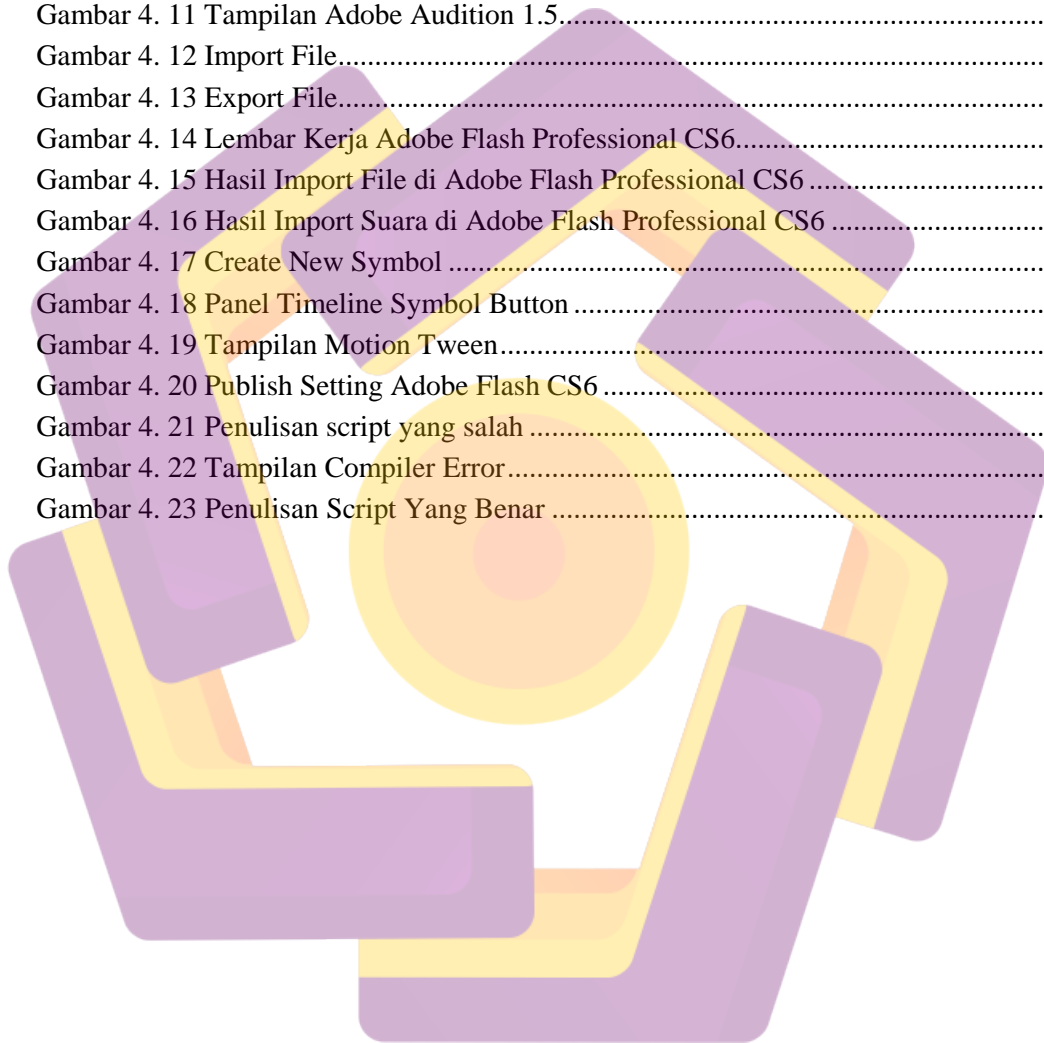 Gambar 4. 11 Tampilan Adobe Audition 1.5................................................................
Gambar 4. 12 Import File................................................................
Gambar 4. 13 Export File................................................................
Gambar 4. 14 Lembar Kerja Adobe Flash Professional CS6................................................................
Gambar 4. 15 Hasil Import File di Adobe Flash Professional CS6 ................................................................
Gambar 4. 16 Hasil Import Suara di Adobe Flash Professional CS6 ................................................................
Gambar 4. 17 Create New Symbol ................................................................
Gambar 4. 18 Panel Timeline Symbol Button ................................................................
Gambar 4. 19 Tampilan Motion Tween................................................................
Gambar 4. 20 Publish Setting Adobe Flash CS6 ................................................................
Gambar 4. 21 Penulisan script yang salah ................................................................
Gambar 4. 22 Tampilan Compiler Error................................................................
Gambar 4. 23 Penulisan Script Yang Benar ................................................................